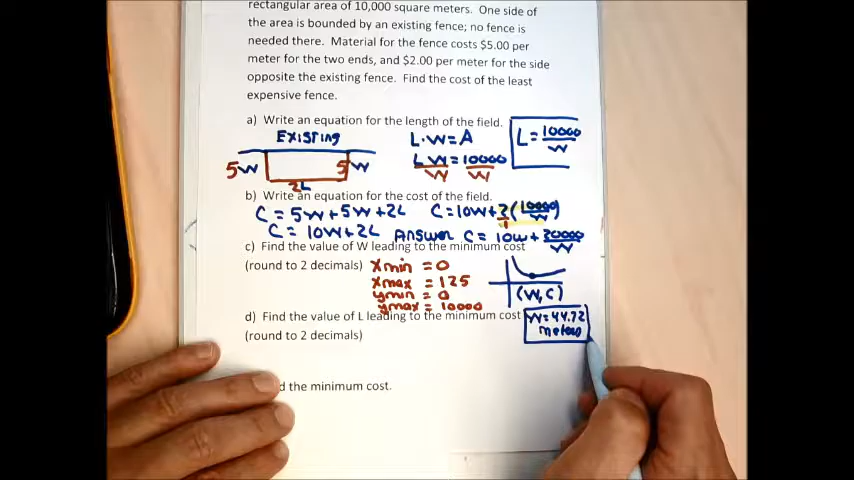 rectangular area of 10,000 square meters. One side of
the area is bounded by an existing fence; no fence is
needed there. Material for the fence costs $5.00 per
meter for the two ends, and $2.00 per meter for the side
opposite the existing fence. Find the cost of the least
expensive fence.
a) Write an equation for the length of the field.
EXISTING
5W 5W
2L
L·W=A
LW = 10000
W W
L = 10000/W
b) Write an equation for the cost of the field.
C = 5W+5W+2L C=10W+2/1(10000/W)
C = 10W+2L Answer C = 10W+20000/W
c) Find the value of W leading to the minimum cost
(round to 2 decimals) xmin = 0
xmax = 125
ymin = 0
ymax = 10000
(W,C)
d) Find the value of L leading to the minimum cost
(round to 2 decimals)
W=44.72
meters
d the minimum cost.